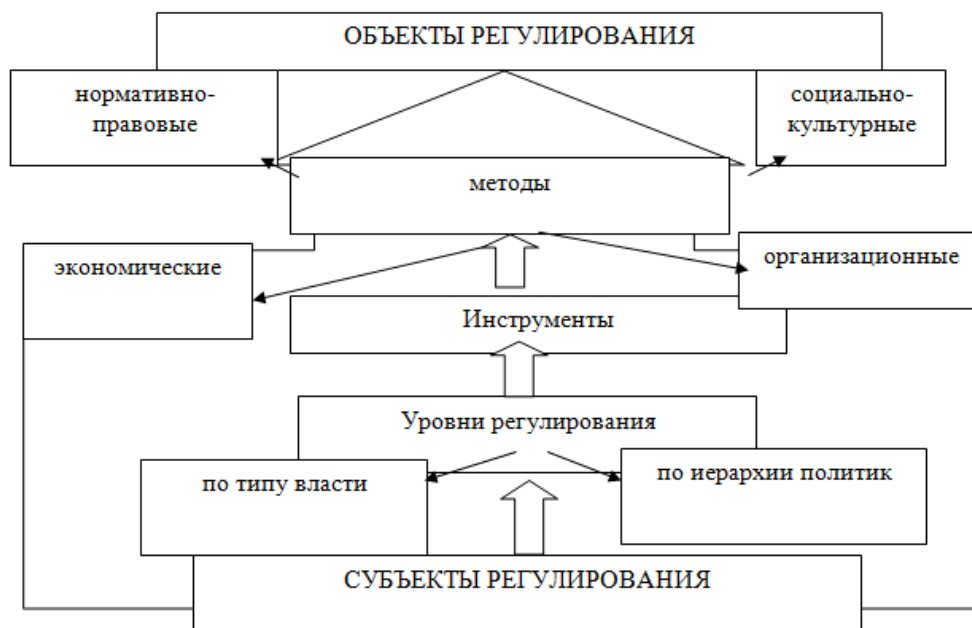 ОБЪЕКТЫ РЕГУЛИРОВАНИЯ
нормативно-
правовые
социально-
культурные
методы
экономические
организационные
Инструменты
Уровни регулирования
по типу власти
по иерархии политик
СУБЪЕКТЫ РЕГУЛИРОВАНИЯ